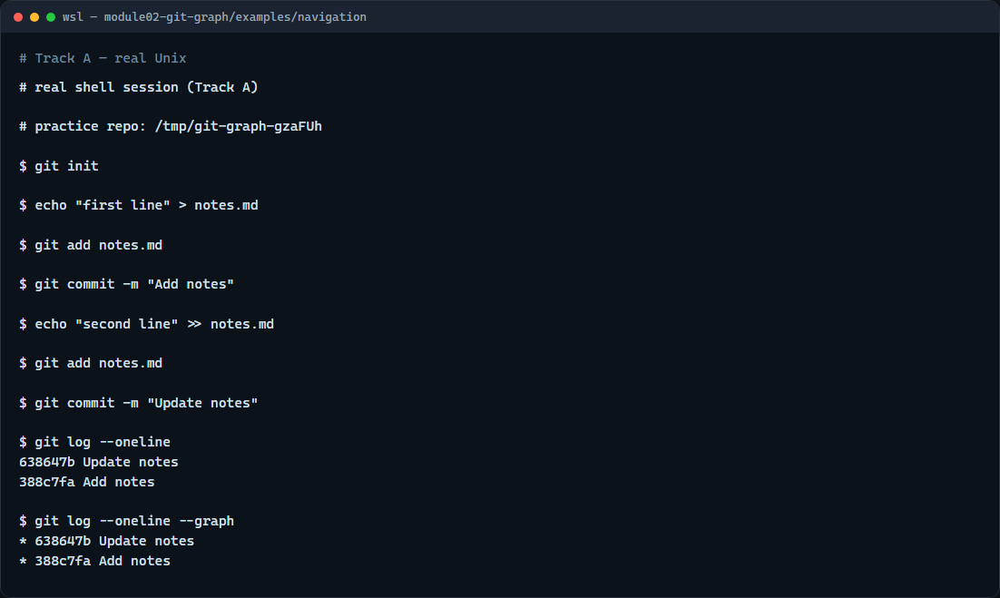 wsl — module02-git-graph/examples/navigation
# Track A — real Unix
# real shell session (Track A)
# practice repo: /tmp/git-graph-gzaFUh
$ git init
$ echo "first line" > notes.md
$ git add notes.md
$ git commit -m "Add notes"
$ echo "second line" >> notes.md
$ git add notes.md
$ git commit -m "Update notes"
$ git log --oneline
638647b Update notes
388c7fa Add notes
$ git log --oneline --graph
* 638647b Update notes
* 388c7fa Add notes